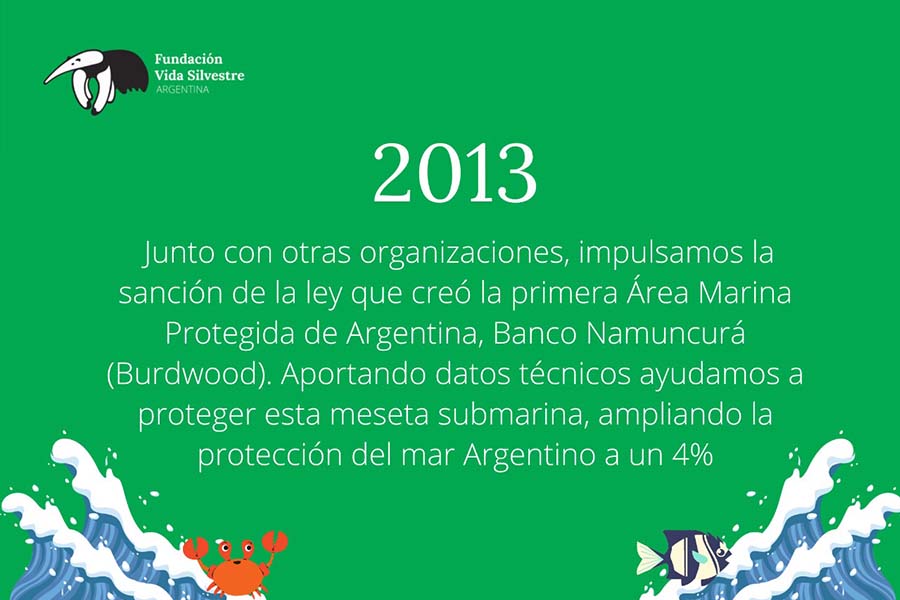 Fundación
Vida Silvestre
ARGENTINA
2013
Junto con otras organizaciones, impulsamos la
sanción de la ley que creó la primera Área Marina
Protegida de Argentina, Banco Namuncurá
(Burdwood). Aportando datos técnicos ayudamos a
proteger esta meseta submarina, ampliando la
protección del mar Argentino a un 4%